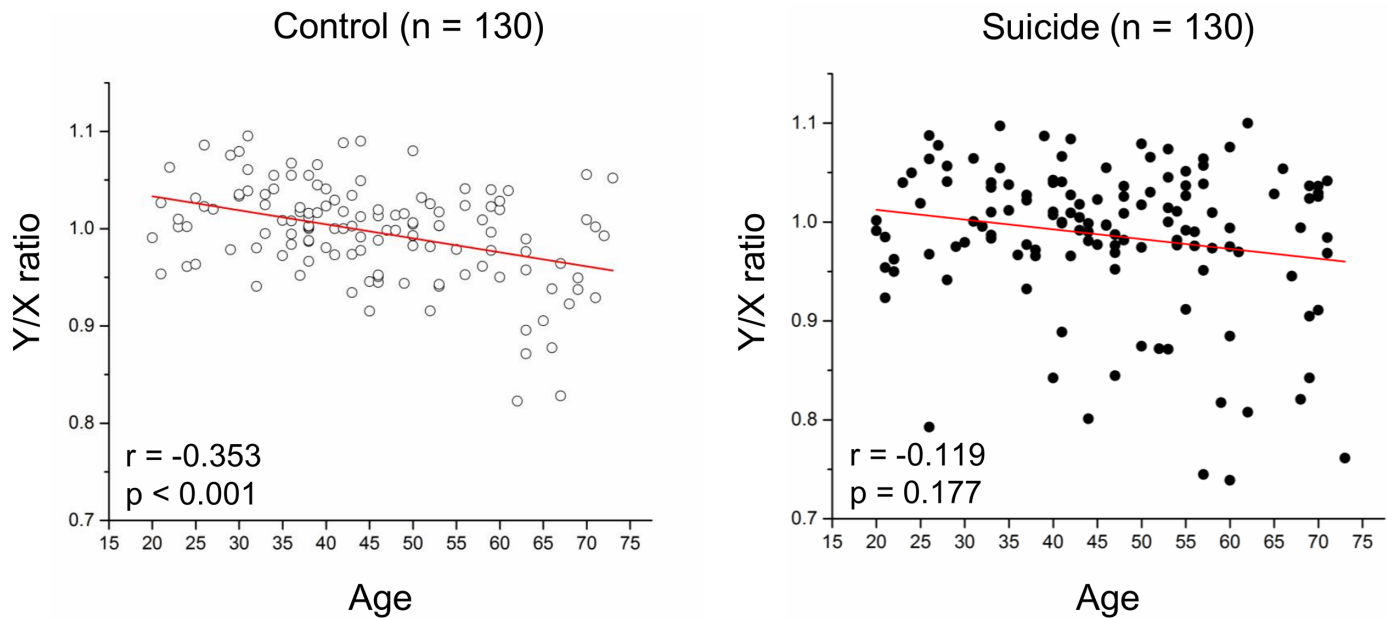 Control (n = 130)
Y/X ratio
1.1
1.0
0.9
0.8
0.7
r = -0.353
p < 0.001
15 20 25 30 35 40 45 50 55 60 65 70 75
Age
Suicide (n = 130)
Y/X ratio
1.1
1.0
0.9
0.8
0.7
r = -0.119
p = 0.177
15 20 25 30 35 40 45 50 55 60 65 70 75
Age